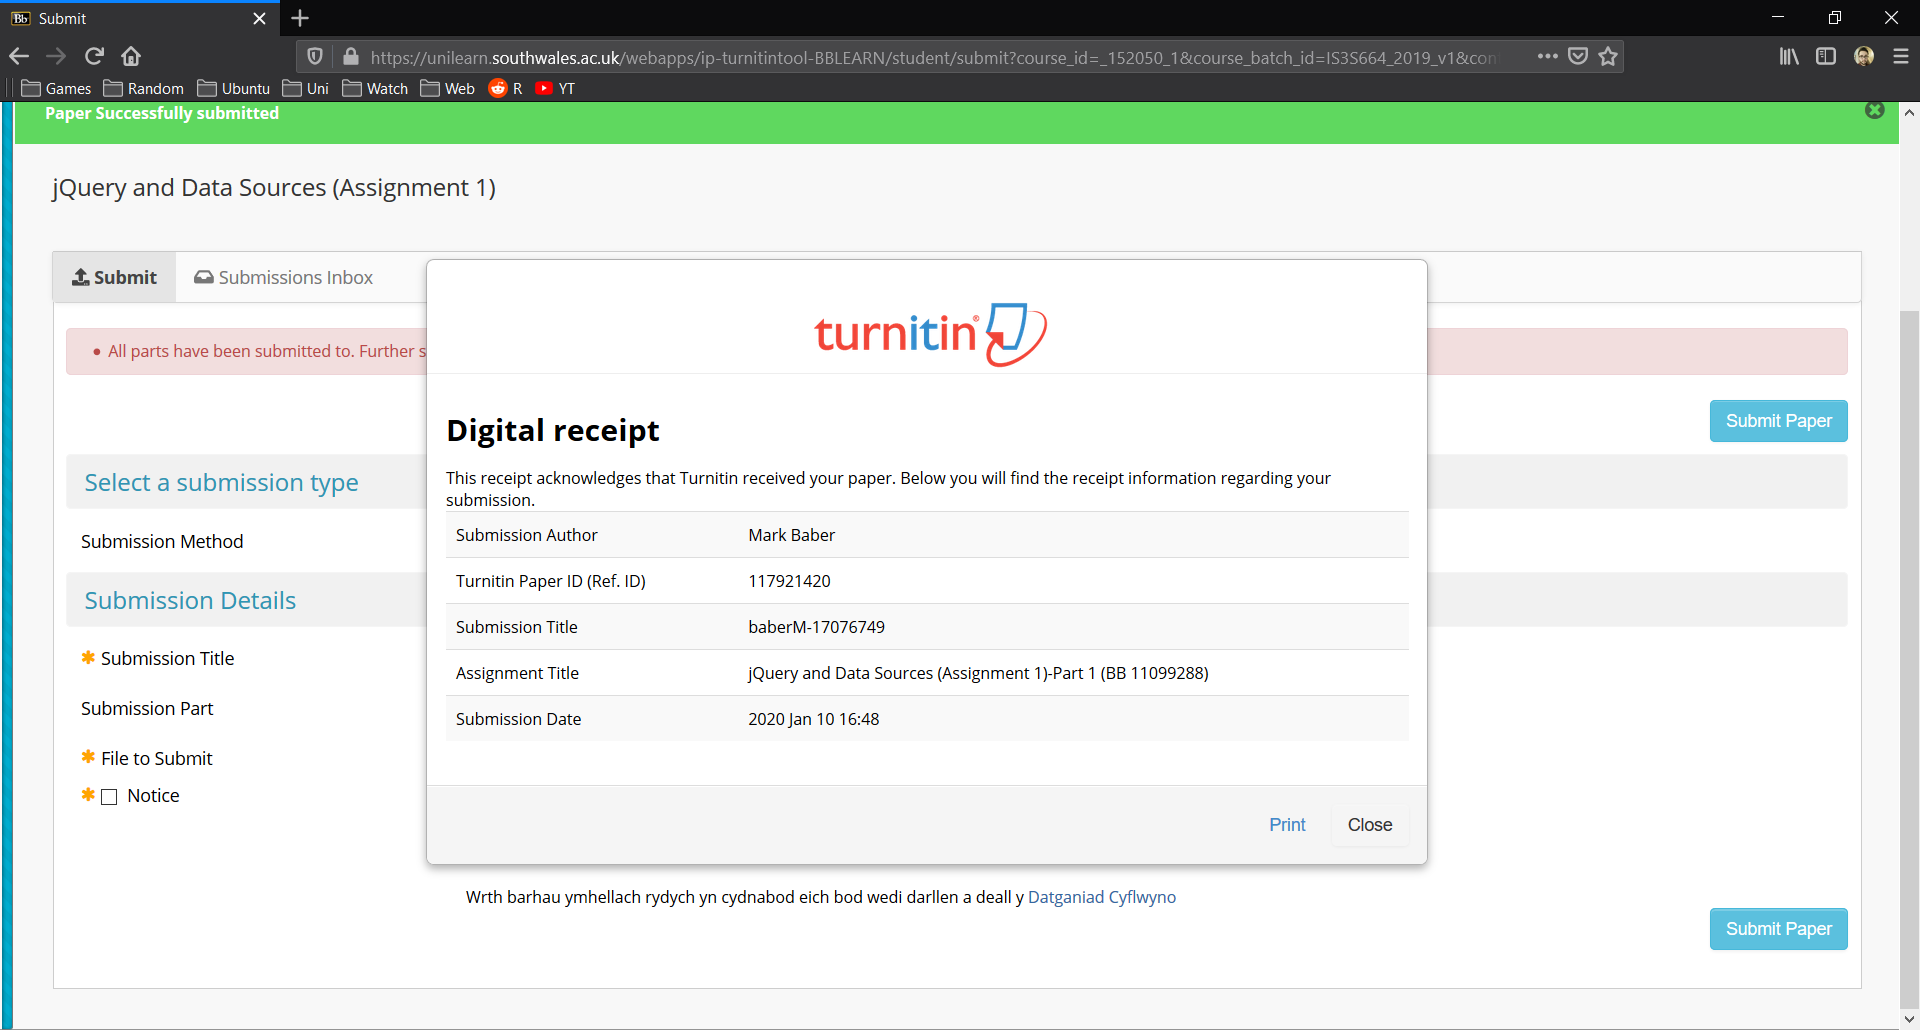 Bb Submit
https://unilearn.southwales.ac.uk/webapps/ip-turnitintool-BBLEARN/student/submit?course_id=_152050_1&course_batch_id=IS3S664_2019_v1&con
Games Random Ubuntu Uni Watch Web R YT
Paper Successfully submitted
jQuery and Data Sources (Assignment 1)
Submit Submissions Inbox
All parts have been submitted to. Further s
turnitin®
Submit Paper
Digital receipt
This receipt acknowledges that Turnitin received your paper. Below you will find the receipt information regarding your
submission.
Select a submission type
Submission Method
Submission Details
Submission Title
Submission Part
File to Submit
Notice
Submission Author Mark Baber
Turnitin Paper ID (Ref. ID) 117921420
Submission Title baberM-17076749
Assignment Title jQuery and Data Sources (Assignment 1)-Part 1 (BB 11099288)
Submission Date 2020 Jan 10 16:48
Print Close
Wrth barhau ymhellach rydych yn cydnabod eich bod wedi darllen a deall y Datganiad Cyflwyno
Submit Paper